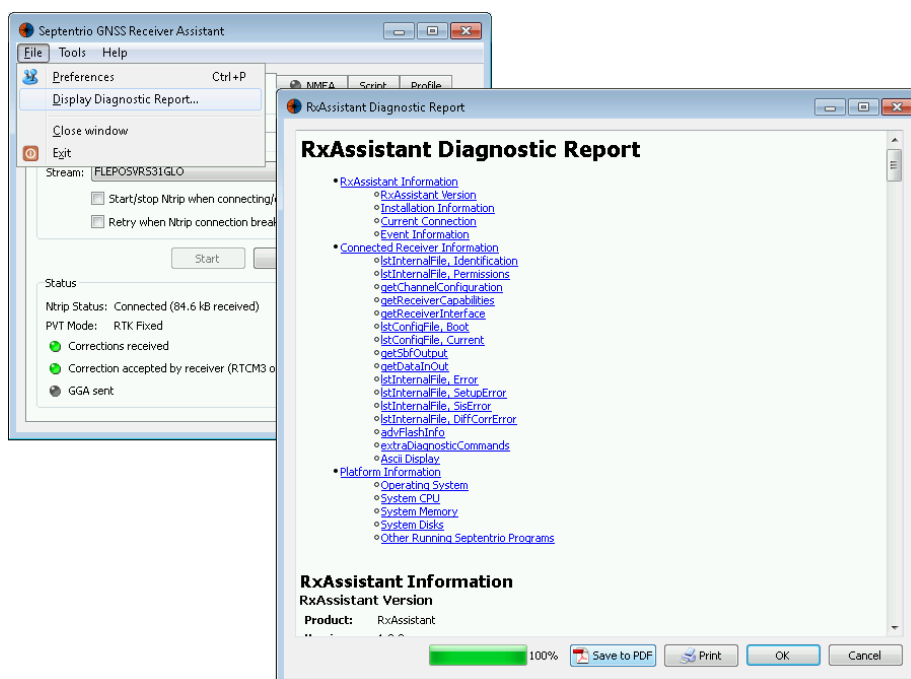 Septentrio GNSS Receiver Assistant
File Tools Help
Preferences Ctrl+P
Display Diagnostic Report...
Close window
Exit
NMEA Script Profile
Stream: FLEPOSVRS31GLO
Start/stop Ntrip when connecting/
Retry when Ntrip connection break
Start
Status
Ntrip Status: Connected (84.6 kB received)
PVT Mode: RTK Fixed
Corrections received
Correction accepted by receiver (RTCM3 o
GGA sent
RxAssistant Diagnostic Report
RxAssistant Diagnostic Report
RxAssistant Information
RxAssistant Version
Installation Information
Current Connection
Event Information
Connected Receiver Information
lstInternalFile, Identification
lstInternalFile, Permissions
getChannelConfiguration
getReceiverCapabilities
getReceiverInterface
lstConfigFile, Boot
lstConfigFile, Current
getSbfOutput
getDataInOut
lstInternalFile, Error
lstInternalFile, SetupError
lstInternalFile, SisError
lstInternalFile, DiffCorrError
advFlashInfo
extraDiagnosticCommands
Ascii Display
Platform Information
Operating System
System CPU
System Memory
System Disks
Other Running Septentrio Programs
RxAssistant Information
RxAssistant Version
Product: RxAssistant
100% Save to PDF Print OK Cancel